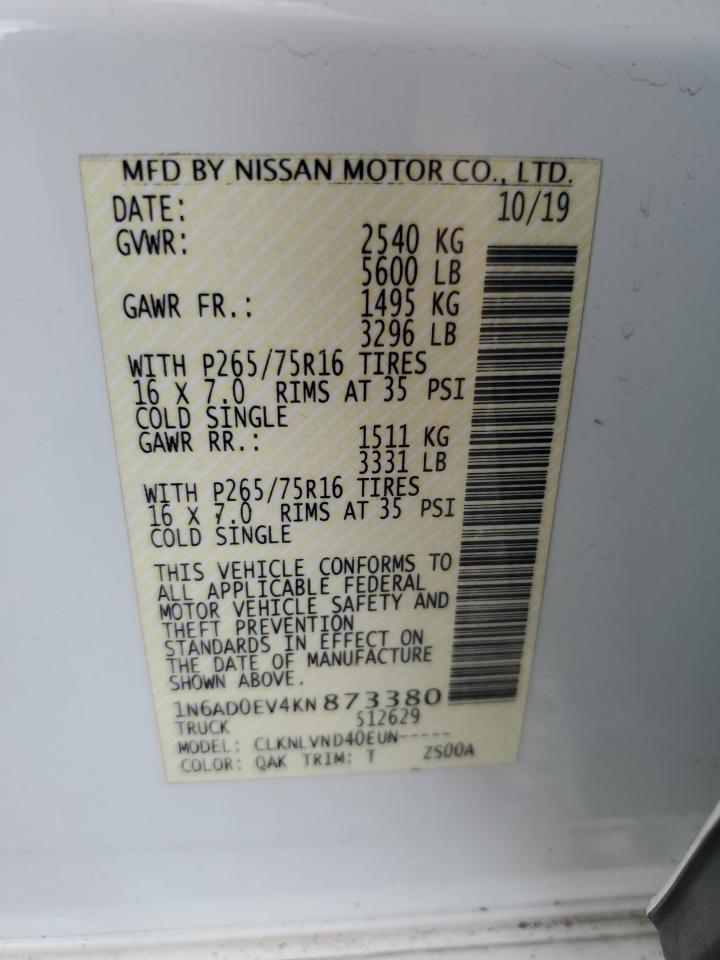 MFD BY NISSAN MOTOR CO., LTD.
DATE: 10/19
GVWR: 2540 KG
5600 LB
GAWR FR.: 1495 KG
3296 LB
WITH P265/75R16 TIRES
16 X 7.0 RIMS AT 35 PSI
COLD SINGLE
GAWR RR.: 1511 KG
3331 LB
WITH P265/75R16 TIRES
16 X 7.0 RIMS AT 35 PSI
COLD SINGLE
THIS VEHICLE CONFORMS TO
ALL APPLICABLE FEDERAL
MOTOR VEHICLE SAFETY AND
THEFT PREVENTION
STANDARDS IN EFFECT ON
THE DATE OF MANUFACTURE
SHOWN ABOVE.
1N6AD0EV4KN873380
TRUCK 512629
MODEL: CLKNLVND40EUN-----
COLOR: QAK TRIM: T ZS00A